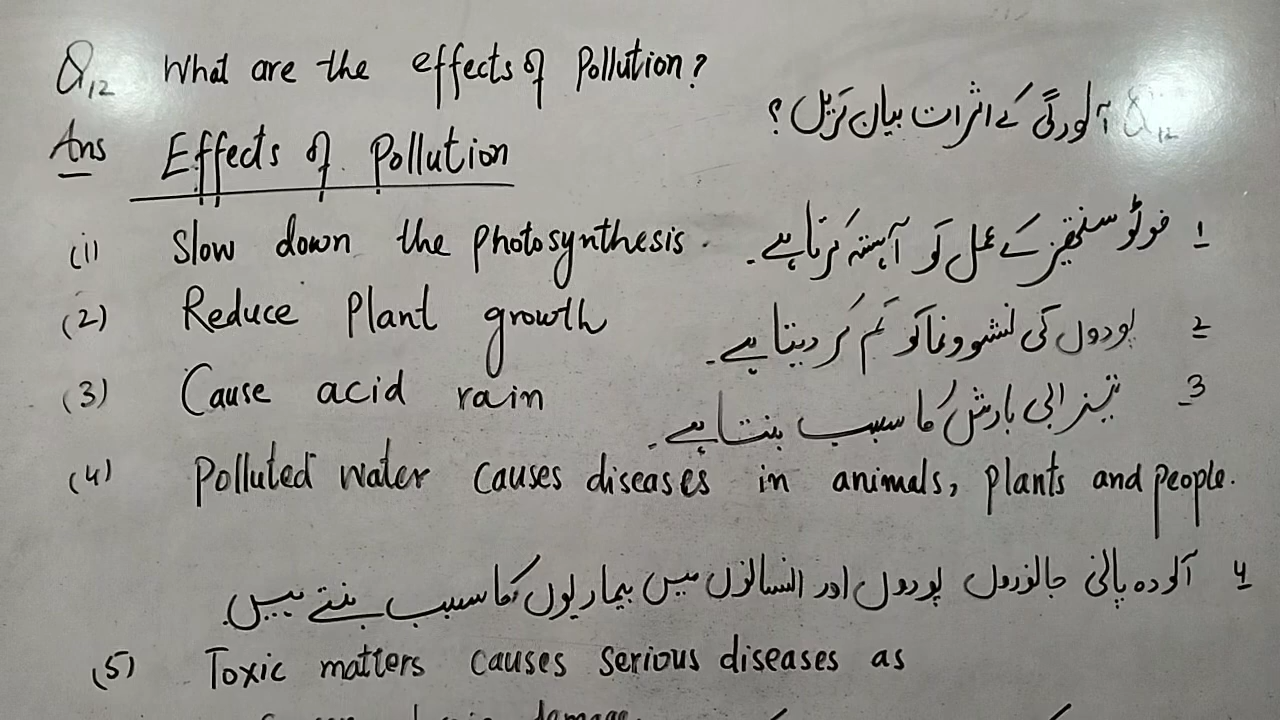 Q12 What are the effects of Pollution?
Q12 آلودگی کے اثرات بیان کریں ؟
Ans Effects of Pollution
(1) Slow down the photosynthesis.
1 فوٹو سنتھیسز کے عمل کو آہستہ کرتا ہے۔
(2) Reduce Plant growth
2 پودوں کی نشوونما کو کم کر دیتا ہے۔
(3) Cause acid rain
3 تیزابی بارش کا سبب بنتا ہے۔
(4) Polluted water causes diseases in animals, plants and people.
4 آلودہ پانی جانوروں پودوں اور انسانوں میں بیماریوں کا سبب بنتے ہیں۔
(5) Toxic matters causes serious diseases as
damage.